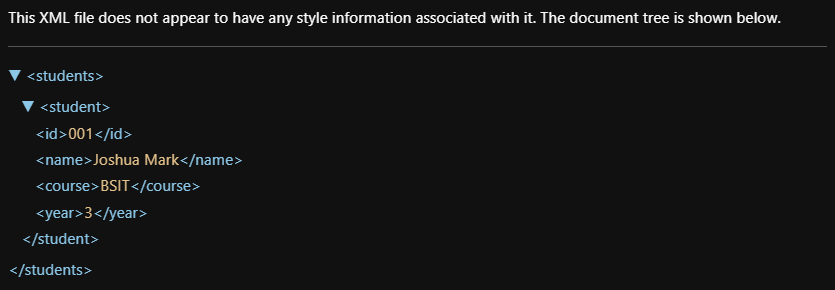 This XML file does not appear to have any style information associated with it. The document tree is shown below.
▼ <students>
▼ <student>
<id>001</id>
<name>Joshua Mark</name>
<course>BSIT</course>
<year>3</year>
</student>
</students>